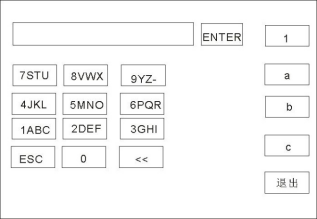 ENTER 1
7STU 8VWX 9YZ- a
4JKL 5MNO 6PQR b
1ABC 2DEF 3GHI
c
ESC 0 <<
退出